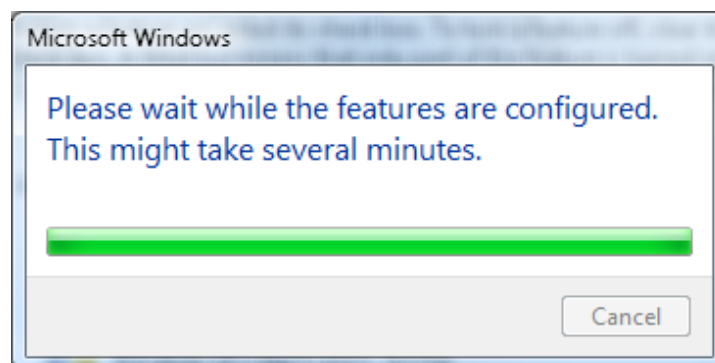 Microsoft Windows
Please wait while the features are configured.
This might take several minutes.
Cancel